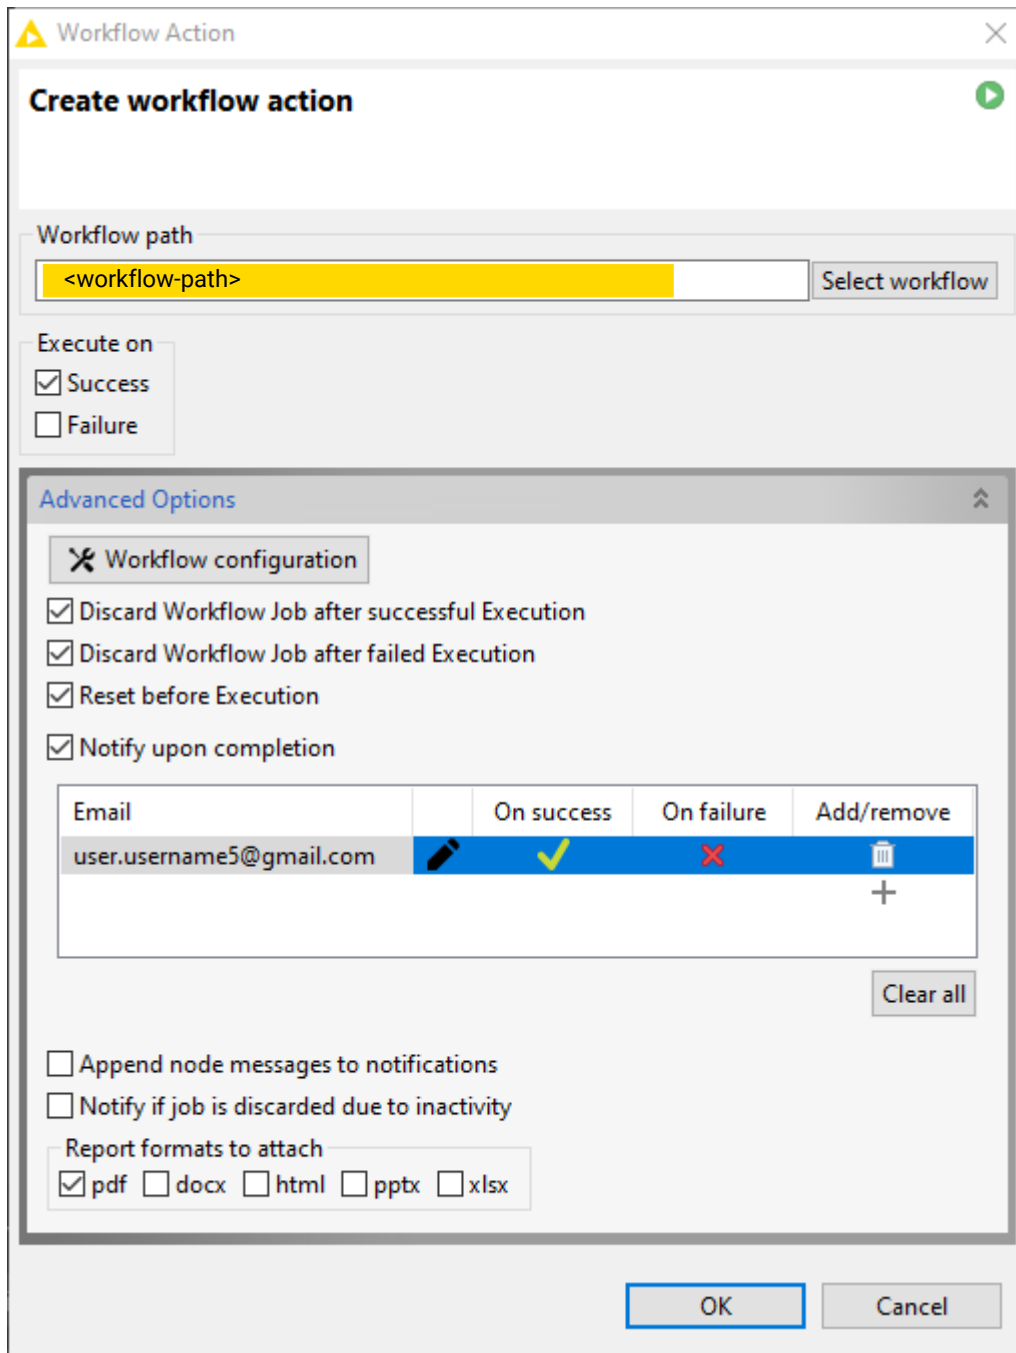 Workflow Action
Create workflow action
Workflow path
<workflow-path> Select workflow
Execute on
Success
Failure
Advanced Options
Workflow configuration
Discard Workflow Job after successful Execution
Discard Workflow Job after failed Execution
Reset before Execution
Notify upon completion
Email On success On failure Add/remove
user.username5@gmail.com
Clear all
Append node messages to notifications
Notify if job is discarded due to inactivity
Report formats to attach
pdf docx html pptx xlsx
OK Cancel